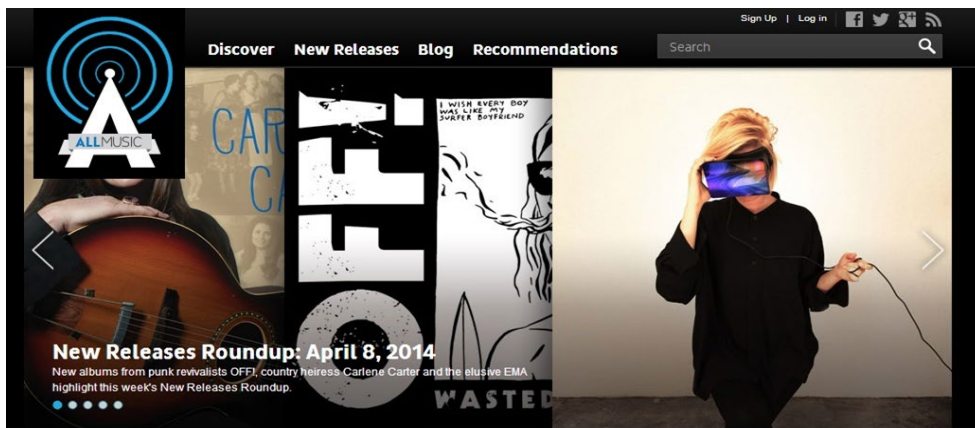 Sign Up | Log in
Discover New Releases Blog Recommendations
Search
ALLMUSIC
CAR
CA
OFF!
I WISH EVERY BOY
WAS LIKE MY
SURFER BOYFRIEND
New Releases Roundup: April 8, 2014
New albums from punk revivalists OFF!, country heiress Carlene Carter and the elusive EMA
highlight this week's New Releases Roundup.
WASTED